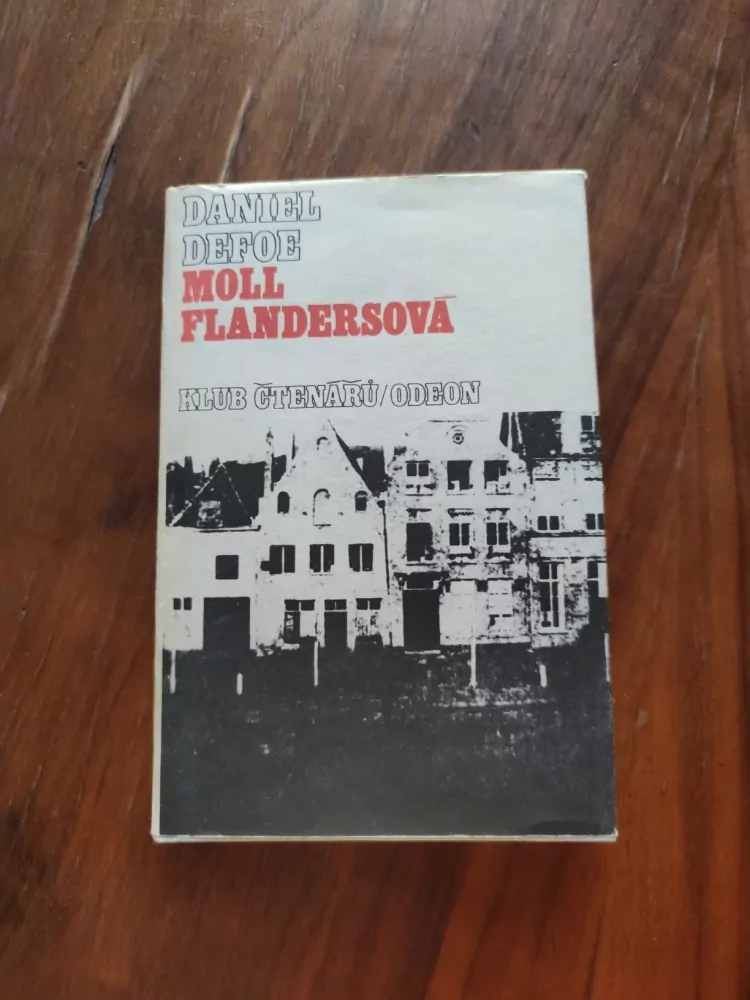 DANIEL
DEFOE
MOLL
FLANDERSOVÁ
KLUB ČTENÁŘŮ/ODEON